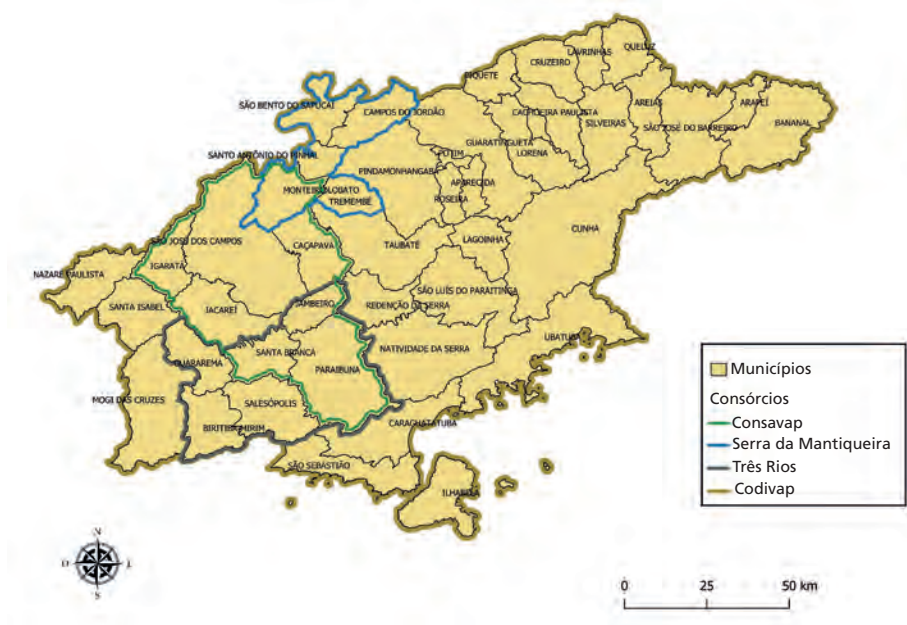 LAVRINHAS
QUELUZ
CRUZEIRO
PIQUETE
SÃO BENTO DO SAPUCAÍ
CAMPOS DO JORDÃO
CACHOEIRA PAULISTA
AREIAS
ARAPEÍ
SILVEIRAS
SÃO JOSÉ DO BARREIRO
BANANAL
GUARATINGUETÁ
LORENA
POTIM
SANTO ANTÔNIO DO PINHAL
PINDAMONHANGABA
APARECIDA
MONTEIRO LOBATO
TREMEMBÉ
ROSEIRA
CUNHA
SÃO JOSÉ DOS CAMPOS
CAÇAPAVA
TAUBATÉ
LAGOINHA
IGARATÁ
NAZARÉ PAULISTA
SÃO LUÍS DO PARAITINGA
SANTA ISABEL
JACAREÍ
JAMBEIRO
REDENÇÃO DA SERRA
UBATUBA
NATIVIDADE DA SERRA
SANTA BRANCA
GUARAREMA
PARAIBUNA
MOGI DAS CRUZES
SALESÓPOLIS
BIRITIBA-MIRIM
CARAGUATATUBA
SÃO SEBASTIÃO
ILHABELA
Municípios
Consórcios
Consavap
Serra da Mantiqueira
Três Rios
Codivap
N
O
L
S
0 25 50 km